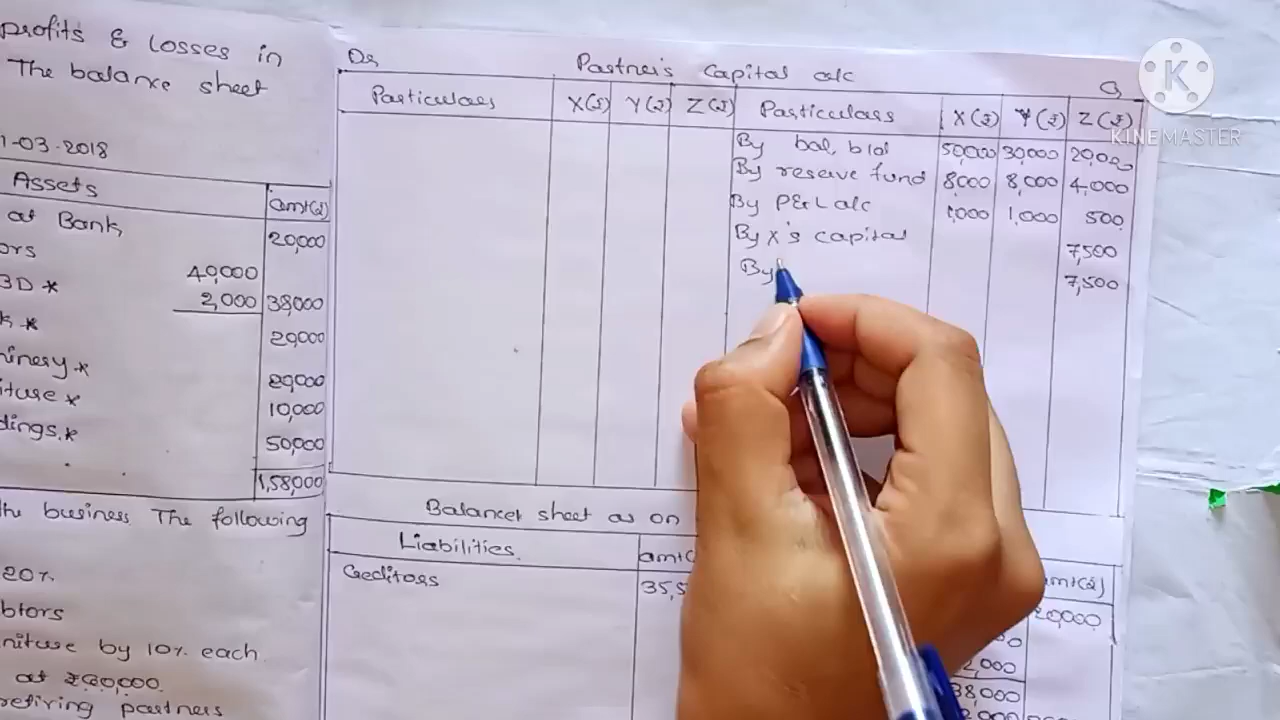 profits & losses in
The balance sheet
1-03-2018
Assets
amt(₹)
at Bank
20,000
ors
40,000
BD *
2,000 38,000
k *
20,000
hinery *
20,000
iture *
10,000
dings *
50,000
1,58,000
the business The following
20%
btors
niture by 10% each
at ₹60,000
retiring partners
Dr Partner's Capital a/c Cr
Particulars X(₹) Y(₹) Z(₹) Particulars X(₹) Y(₹) Z(₹)
By bal, b/d 50,000 30,000 20,000
By reserve fund 8,000 8,000 4,000
By P&L a/c 1,000 1,000 500
By X's capital 7,500
By 7,500
Balancet sheet as on
Liabilities amt( amt(₹)
Creditors 35,5
20,000
2,000
38,000
KINEMASTER